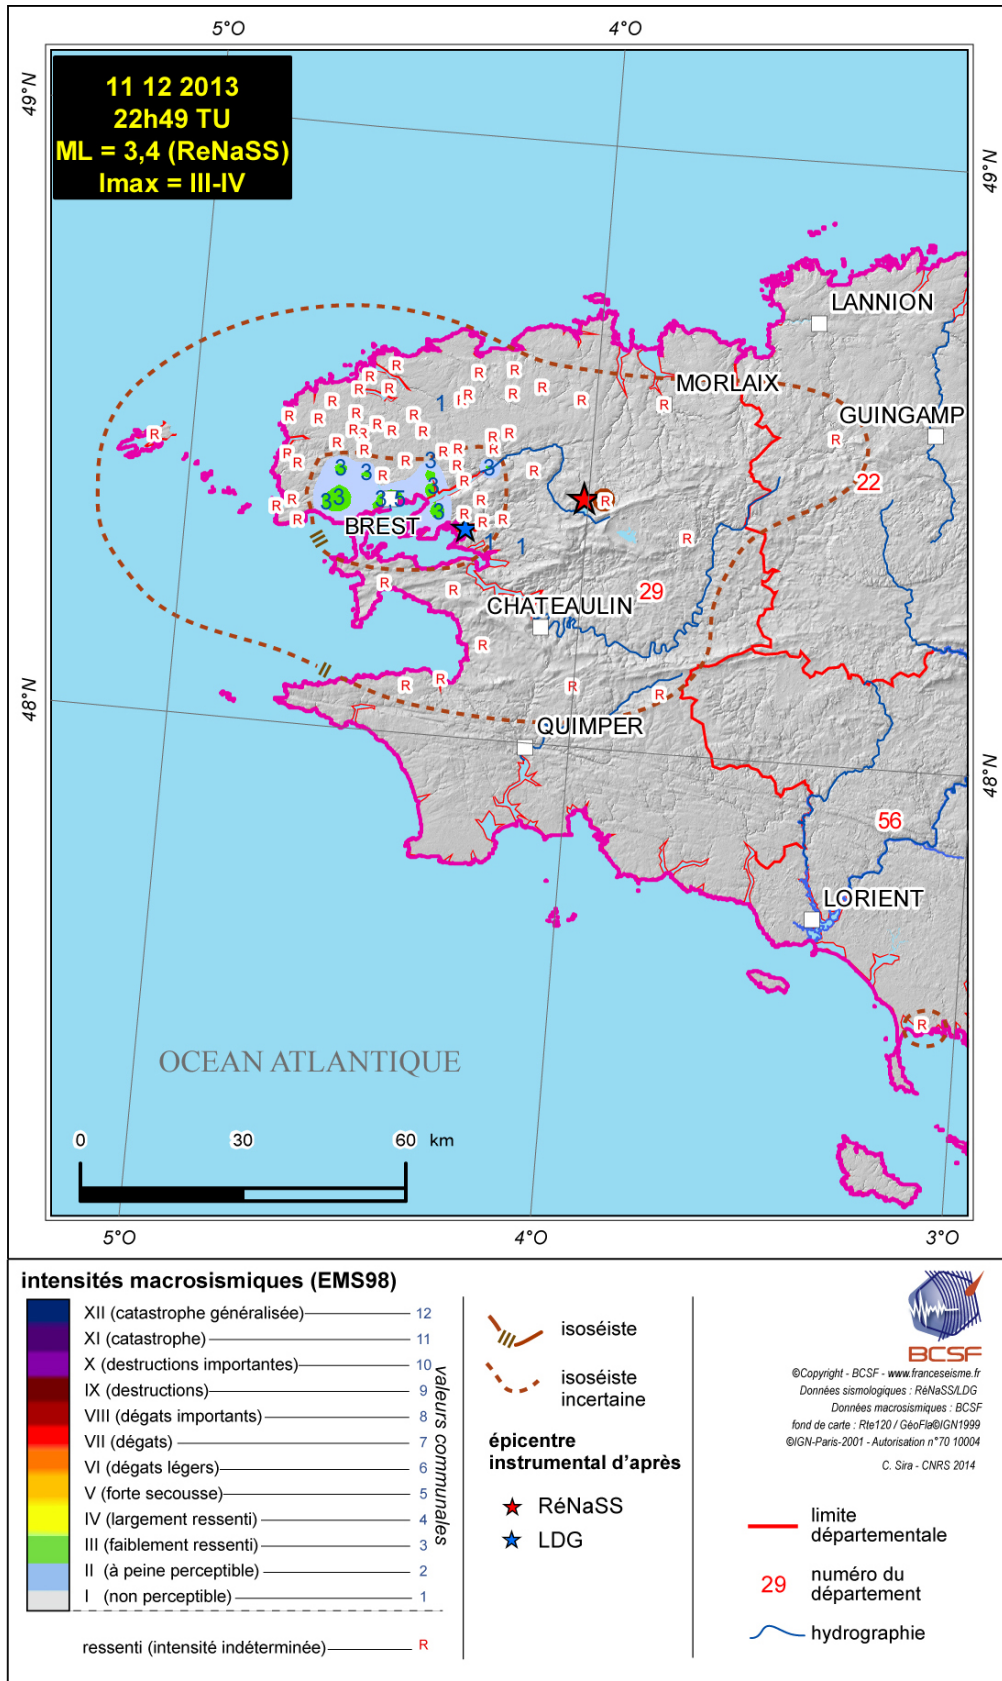 5°O
4°O
49°N
49°N
11 12 2013
22h49 TU
ML = 3,4 (ReNaSS)
Imax = III-IV
LANNION
MORLAIX
GUINGAMP
22
BREST
29
CHATEAULIN
48°N
QUIMPER
48°N
56
LORIENT
OCEAN ATLANTIQUE
0 30 60 km
5°O
4°O
3°O
intensités macrosismiques (EMS98)
XII (catastrophe généralisée) 12
XI (catastrophe) 11
X (destructions importantes) 10
IX (destructions) 9
VIII (dégats importants) 8
VII (dégats) 7
VI (dégats légers) 6
V (forte secousse) 5
IV (largement ressenti) 4
III (faiblement ressenti) 3
II (à peine perceptible) 2
I (non perceptible) 1
valeurs communales
ressenti (intensité indéterminée) R
isoséiste
isoséiste
incertaine
épicentre
instrumental d'après
RéNaSS
LDG
BCSF
©Copyright - BCSF - www.franceseisme.fr
Données sismologiques : RéNaSS/LDG
Données macrosismiques : BCSF
fond de carte : Rte120 / GéoFla©IGN1999
©IGN-Paris-2001 - Autorisation n°70 10004
C. Sira - CNRS 2014
limite
départementale
29 numéro du
département
hydrographie